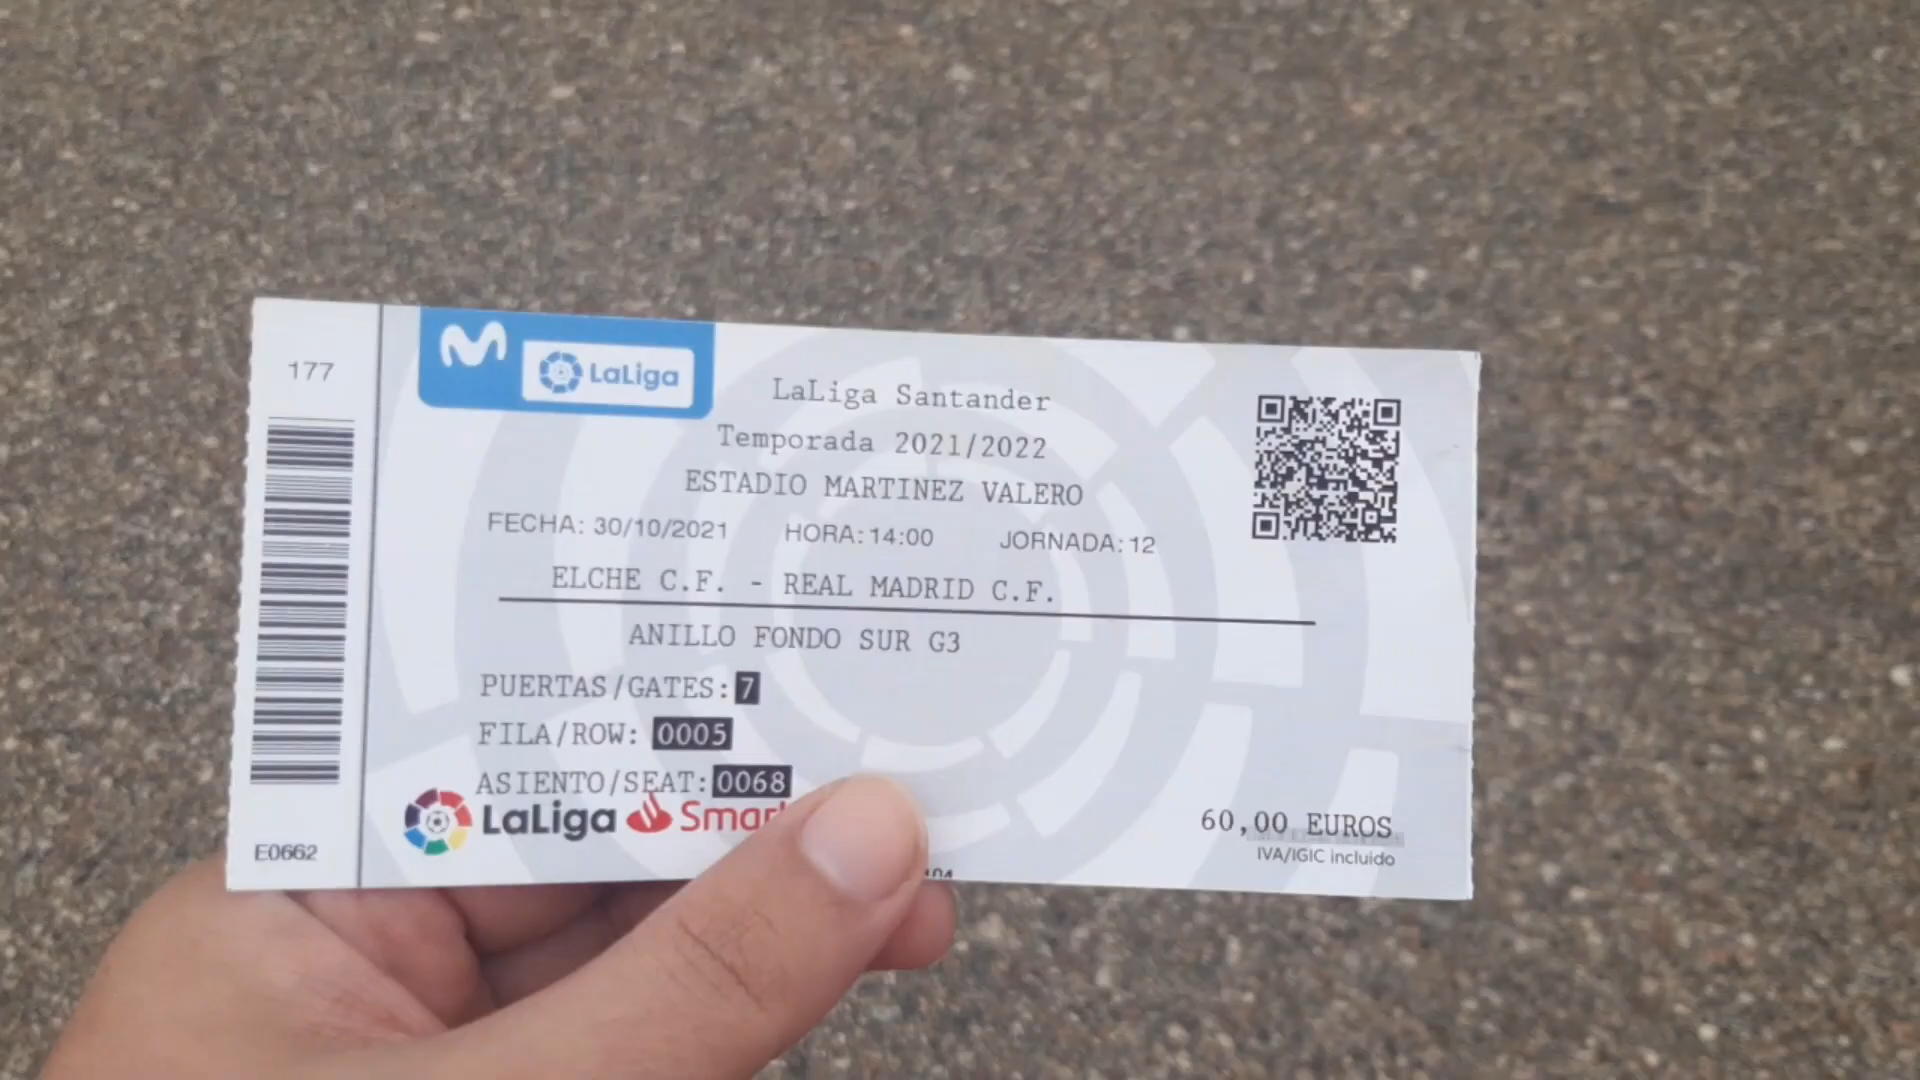 177
E0662
LaLiga
LaLiga Santander
Temporada 2021/2022
ESTADIO MARTINEZ VALERO
FECHA: 30/10/2021 HORA: 14:00 JORNADA: 12
ELCHE C.F. - REAL MADRID C.F.
ANILLO FONDO SUR G3
PUERTAS/GATES: 7
FILA/ROW: 0005
ASIENTO/SEAT: 0068
LaLiga
60,00 EUROS
IVA/IGIC incluido